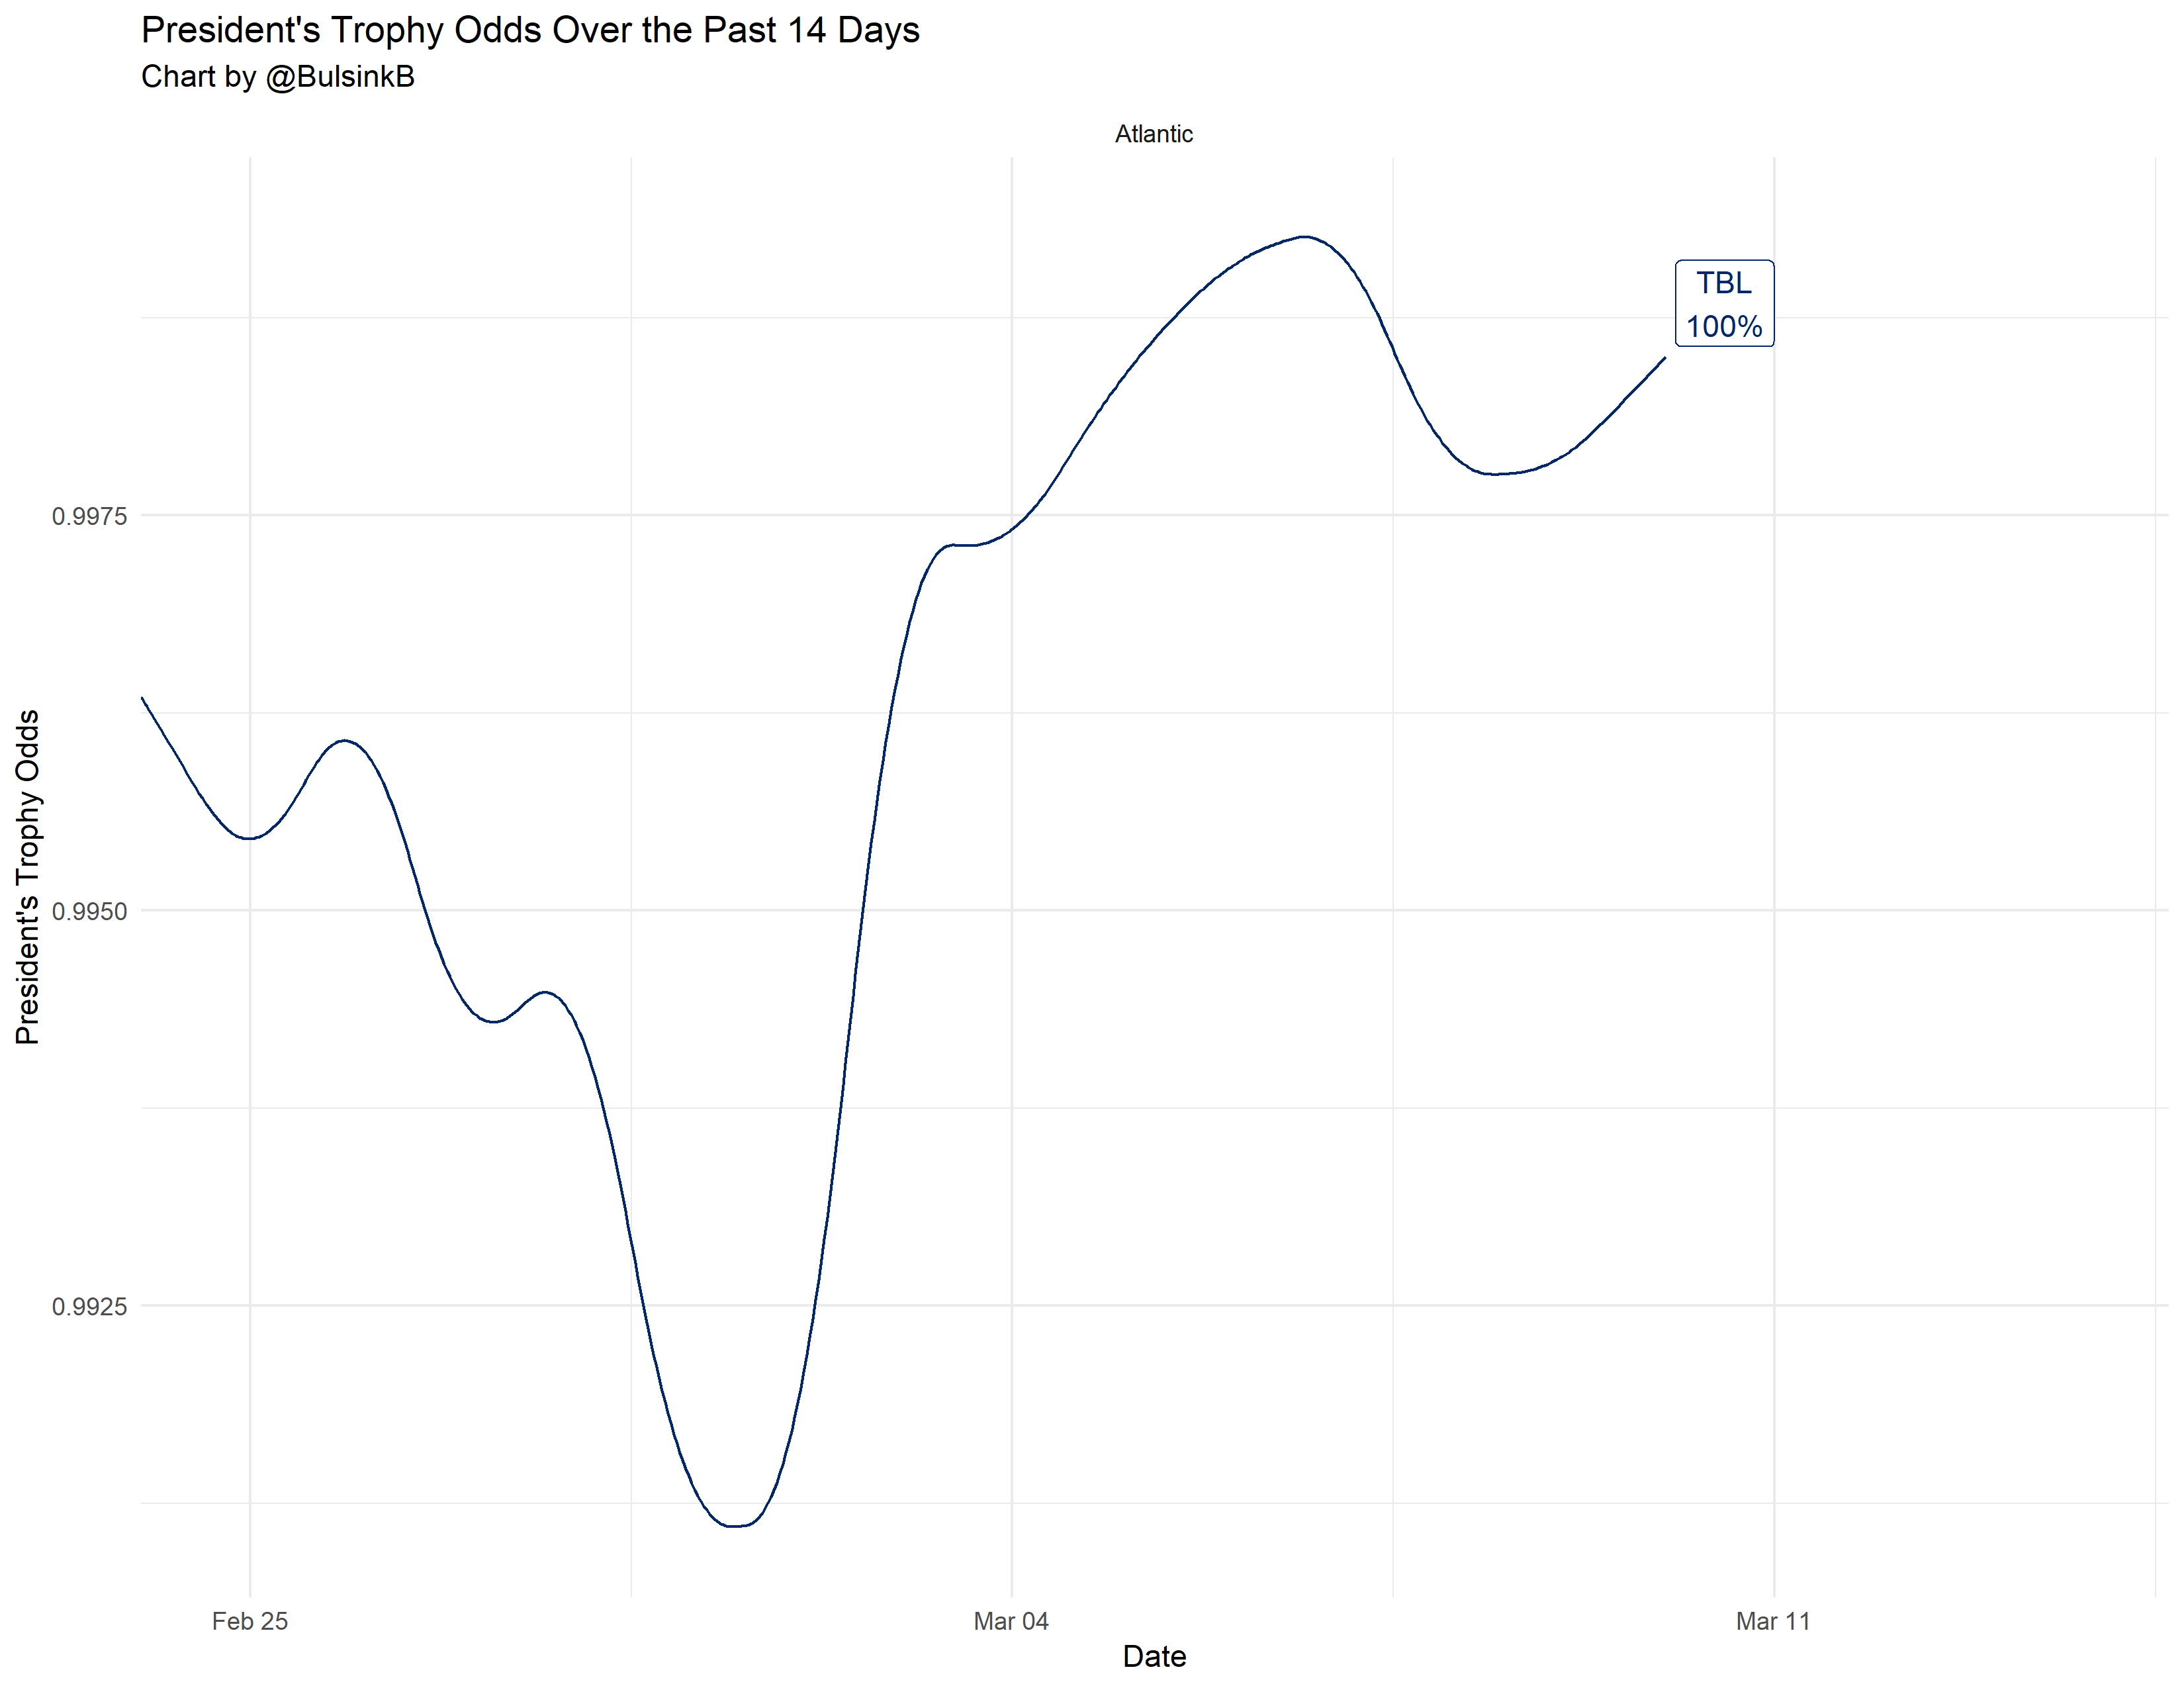 President's Trophy Odds Over the Past 14 Days
Chart by @BulsinkB
Atlantic
TBL
100%
0.9975
0.9950
0.9925
President's Trophy Odds
Feb 25
Mar 04
Mar 11
Date